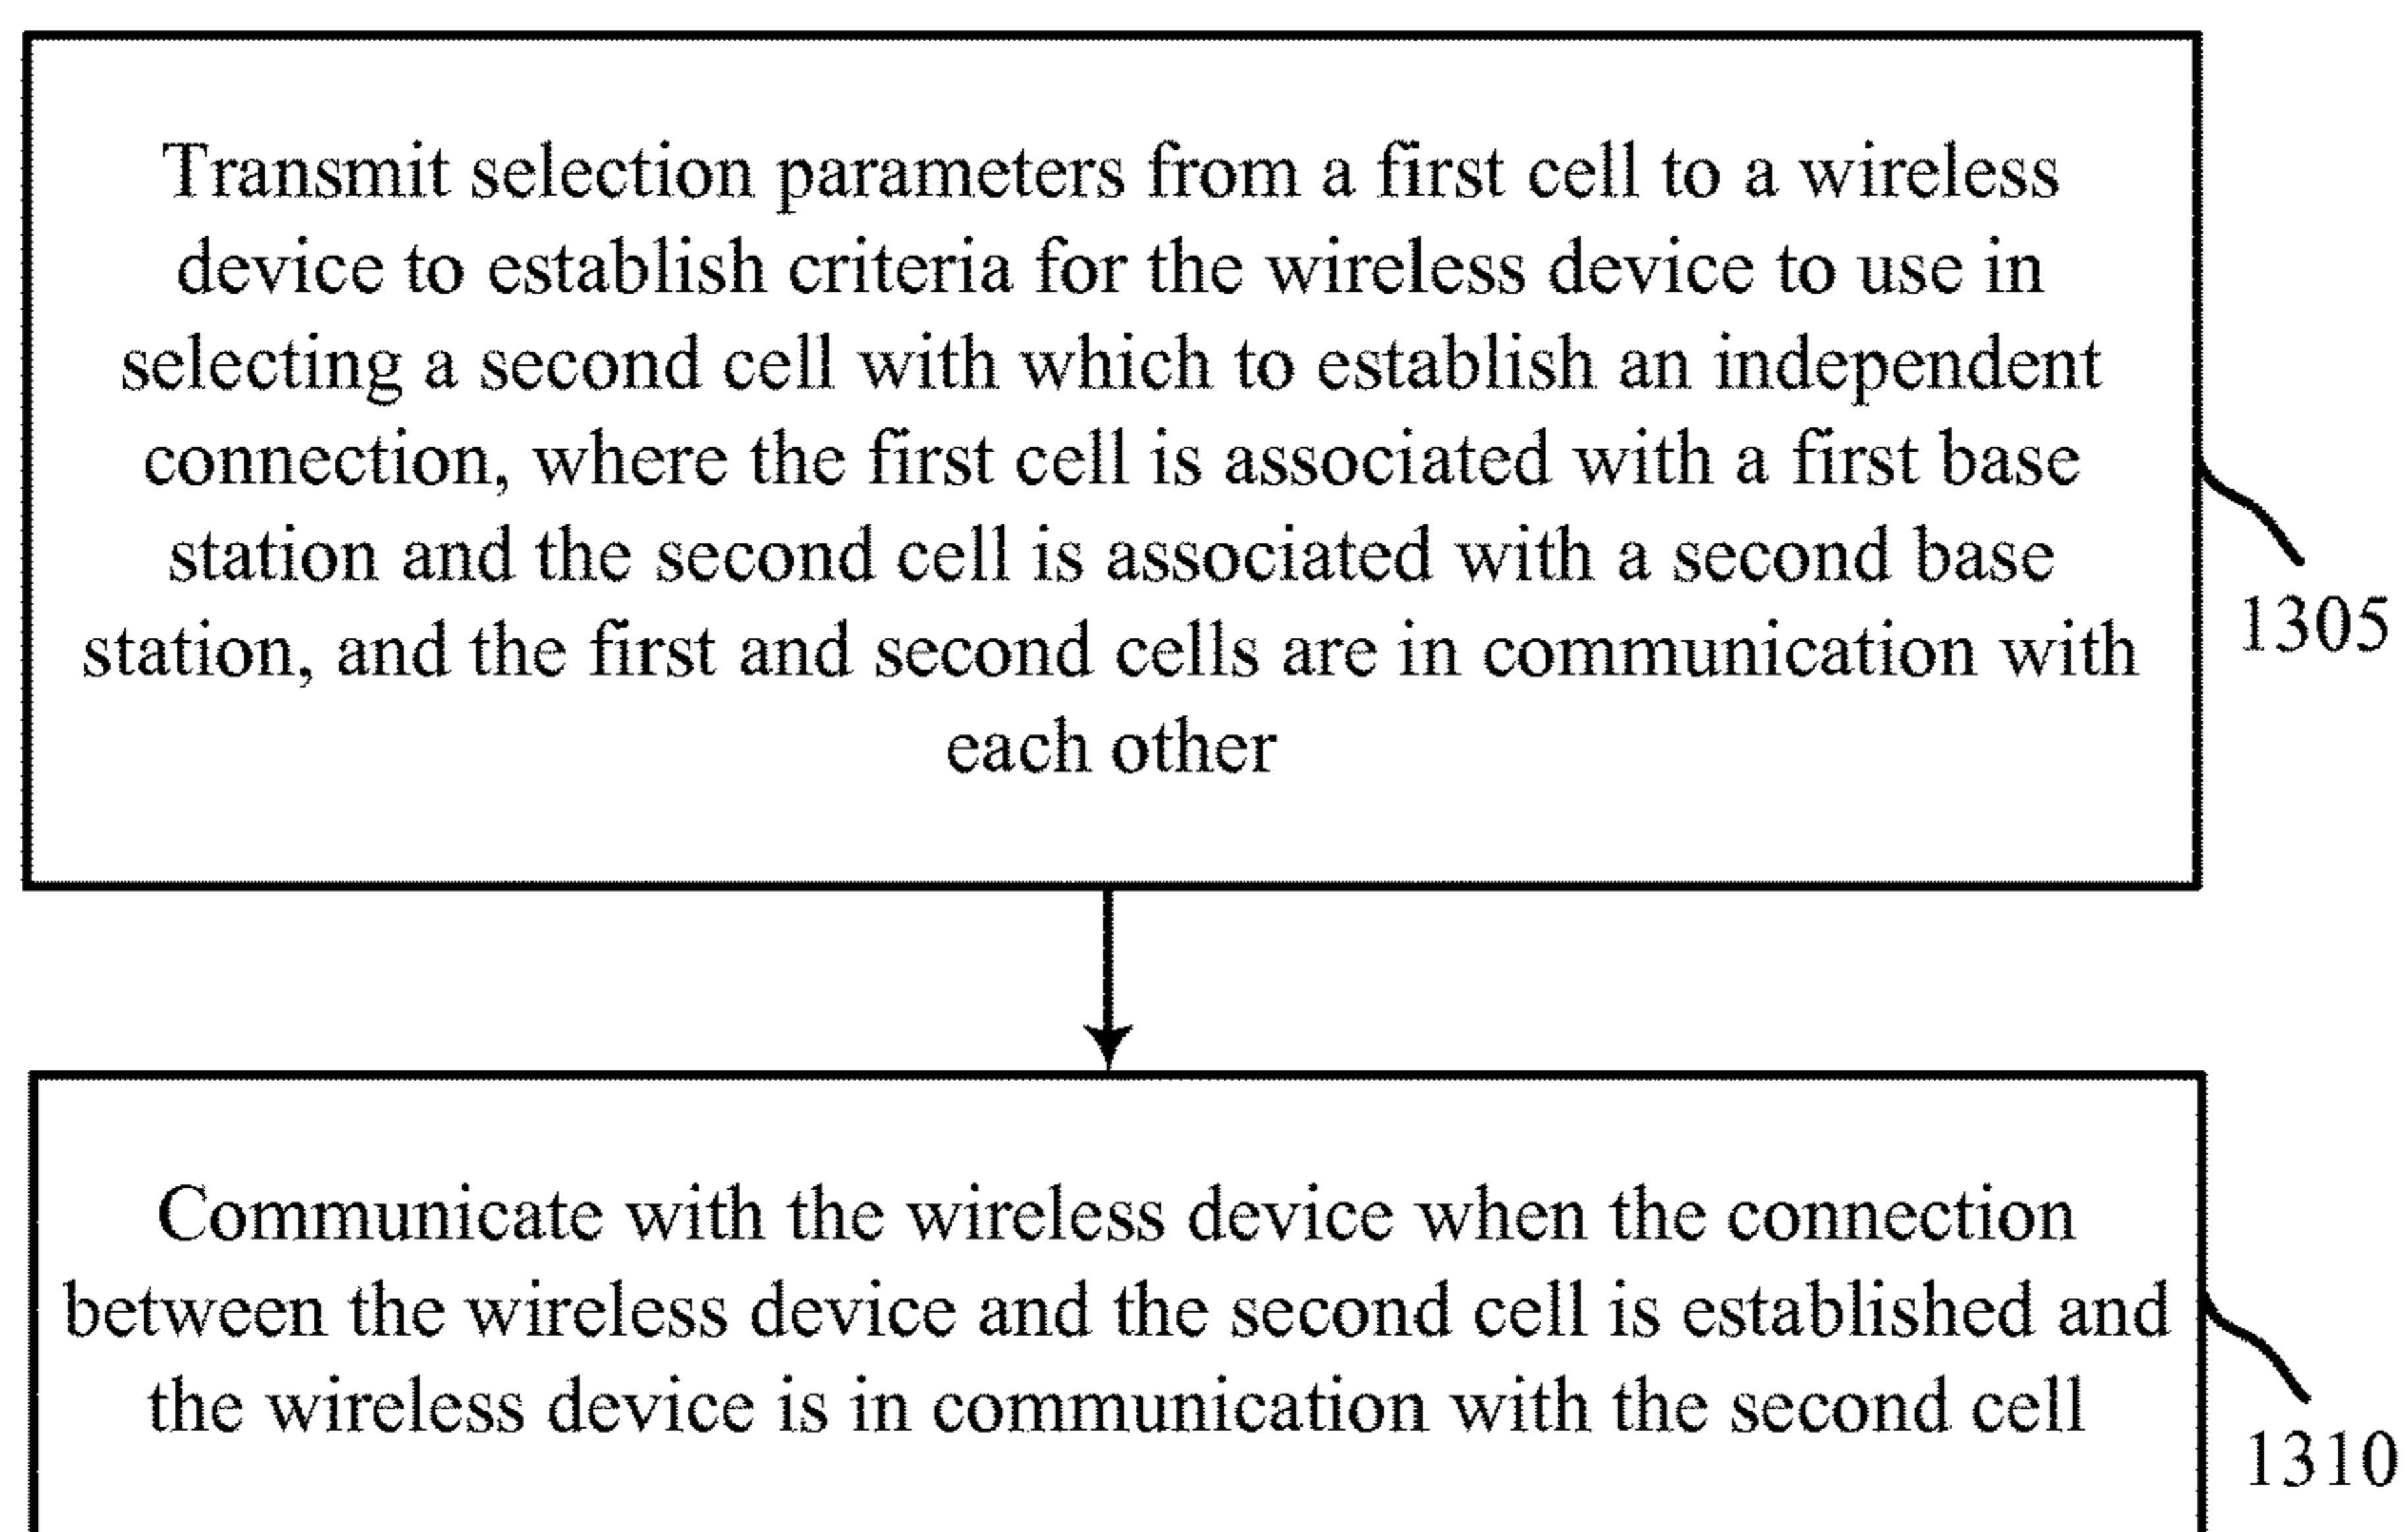 Transmit selection parameters from a first cell to a wireless
device to establish criteria for the wireless device to use in
selecting a second cell with which to establish an independent
connection, where the first cell is associated with a first base
station and the second cell is associated with a second base
station, and the first and second cells are in communication with
each other
1305
Communicate with the wireless device when the connection
between the wireless device and the second cell is established and
the wireless device is in communication with the second cell
1310